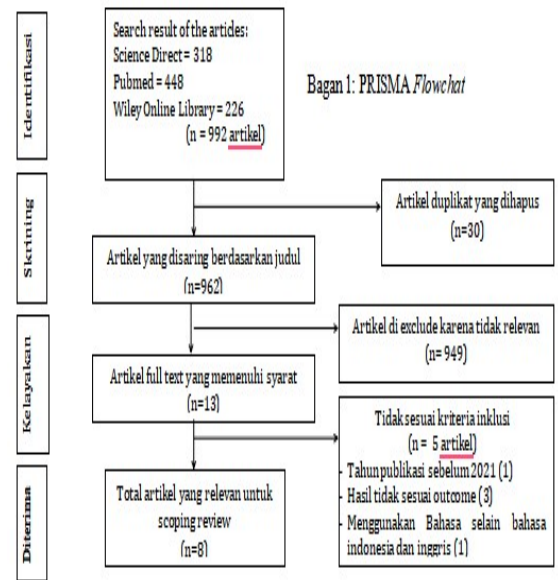 Identifikasi
Search result of the articles:
Science Direct = 318
Pubmed = 448
Wiley Online Library = 226
(n = 992 artikel)
Bagan 1: PRISMA Flowchat
Skrining
Artikel duplikat yang dihapus
(n=30)
Artikel yang disaring berdasarkan judul
(n=962)
Kelayakan
Artikel di exclude karena tidak relevan
(n= 949)
Artikel full text yang memenuhi syarat
(n=13)
Tidak sesuai kriteria inklusi
(n = 5 artikel)
- Tahun publikasi sebelum 2021 (1)
- Hasil tidak sesuai outcome (3)
- Menggunakan Bahasa selain bahasa
indonesia dan inggris (1)
Diterima
Total artikel yang relevan untuk
scoping review
(n=8)